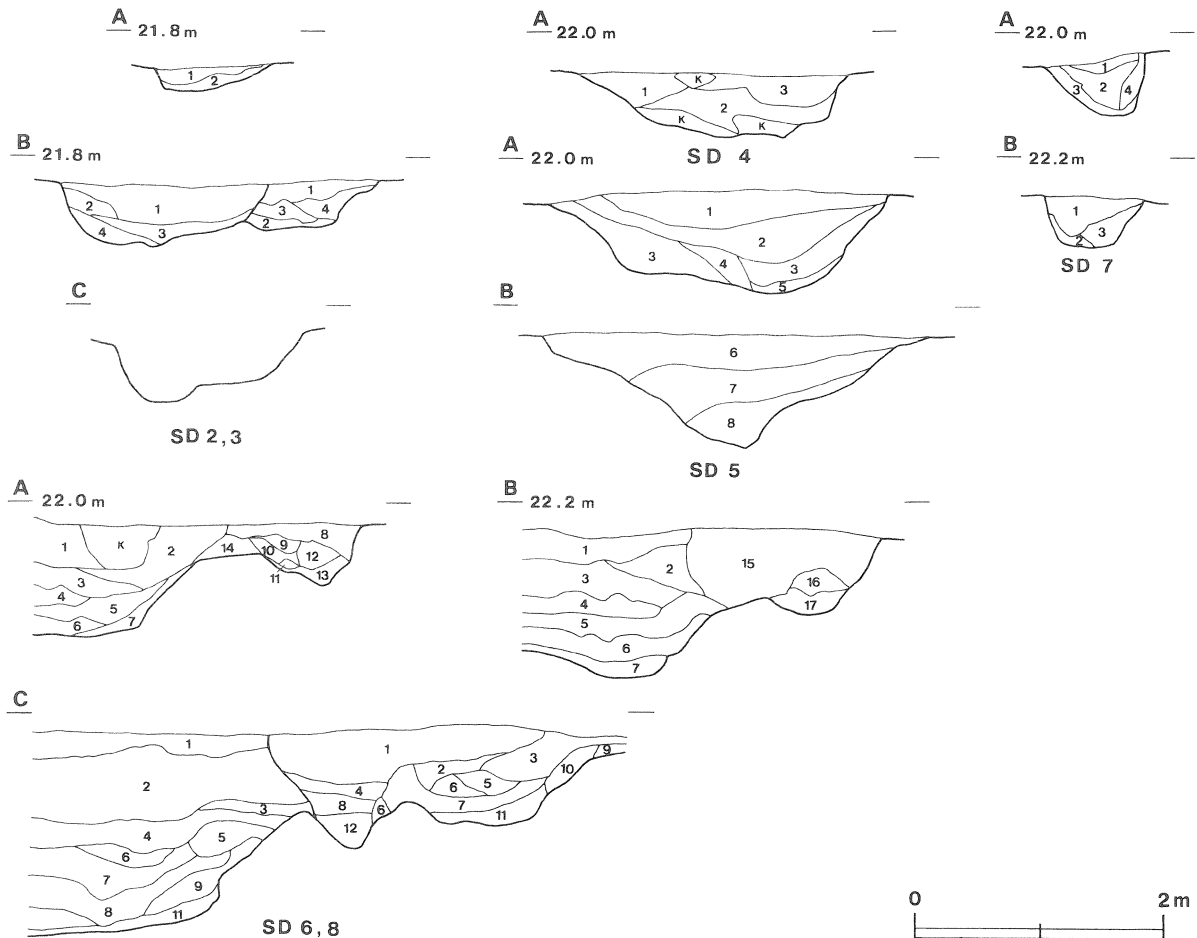 A 21.8 m
1 2
B 21.8 m
1 2 3 4
1 2 3 4
C
SD 2,3
A 22.0 m
K
1 2 3
K K
SD 4
A 22.0 m
1
2
3 4 3
5
B
6
7
8
SD 5
A 22.0 m
1
3 2 4
B 22.2 m
1
2 3
SD 7
A 22.0 m
1 K 2 14 10 9 8
12
11 13
3
4 5
6 7
B 22.2 m
1
2 15
3 16
4 17
5
6
7
C
1 1
2 2 3 9
10
6 5
4
3 8 6 7
12 11
4 5
6
7
9
8 11
SD 6,8
0 2 m